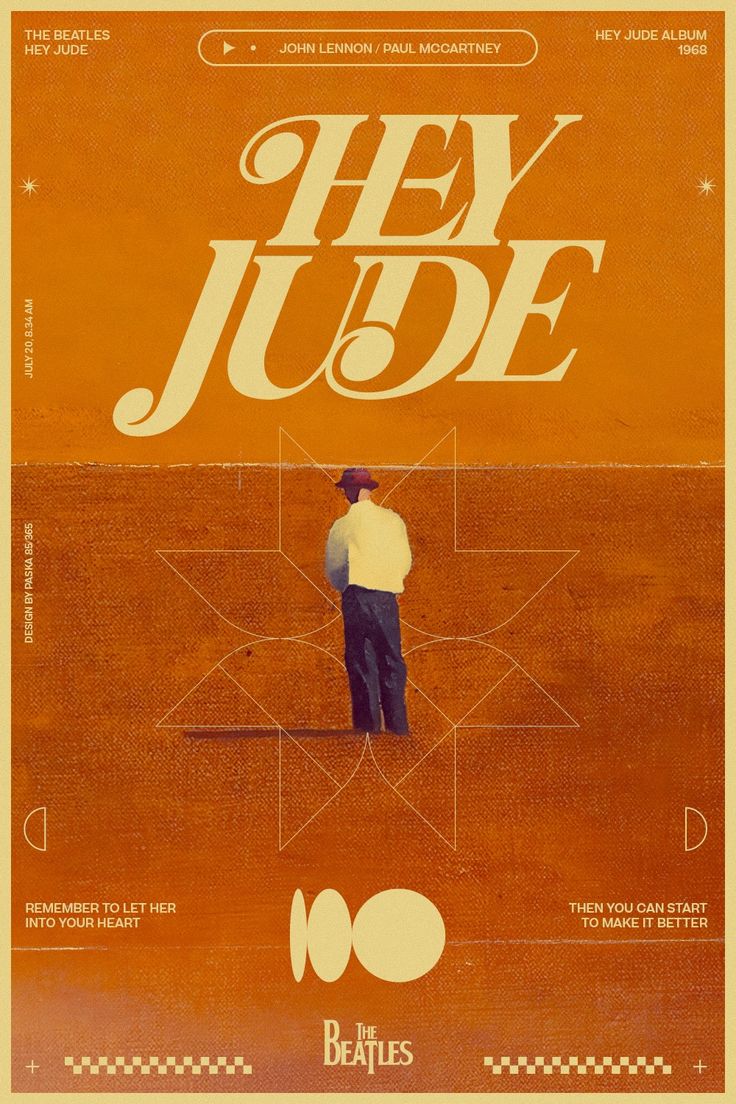 THE BEATLES
HEY JUDE
JOHN LENNON / PAUL MCCARTNEY
HEY JUDE ALBUM
1968
HEY
JUDE
JULY 20, 8:34 AM
DESIGN BY PASKA 85/365
REMEMBER TO LET HER
INTO YOUR HEART
THEN YOU CAN START
TO MAKE IT BETTER
THE
BEATLES